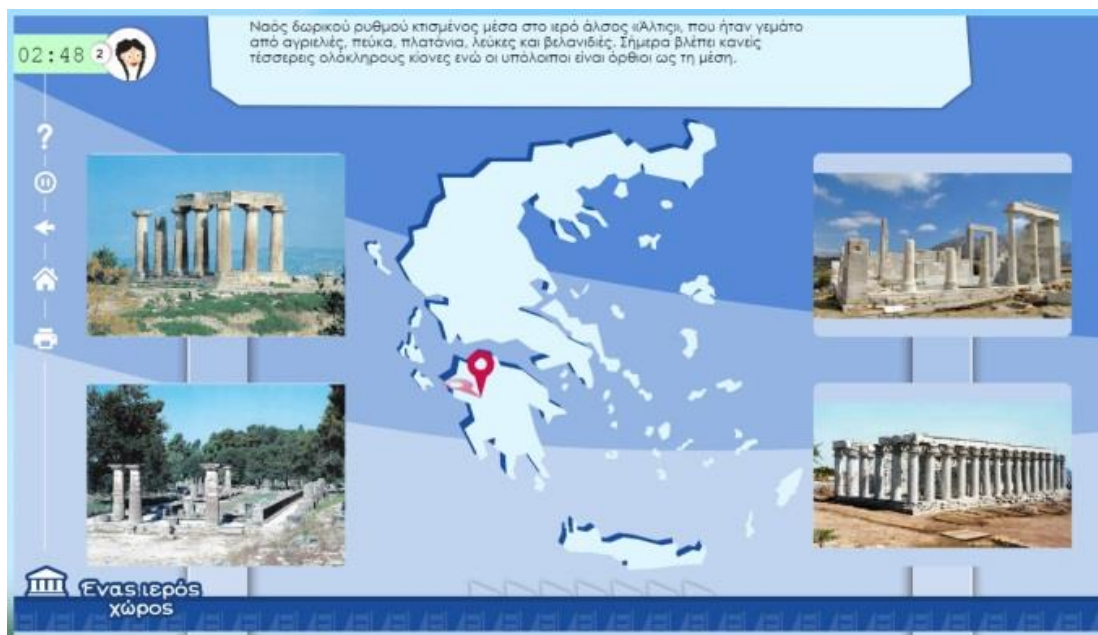 Ναός δωρικού ρυθμού κτισμένος μέσα στο ιερό άλσος «Άλτις», που ήταν γεμάτο
από αγριελιές, πεύκα, πλατάνια, λεύκες και βελανιδιές. Σήμερα βλέπει κανείς
τέσσερεις ολόκληρους κίονες ενώ οι υπόλοιποι είναι όρθιοι ως τη μέση.
02:48 2
?
Ένας ιερός
χώρος